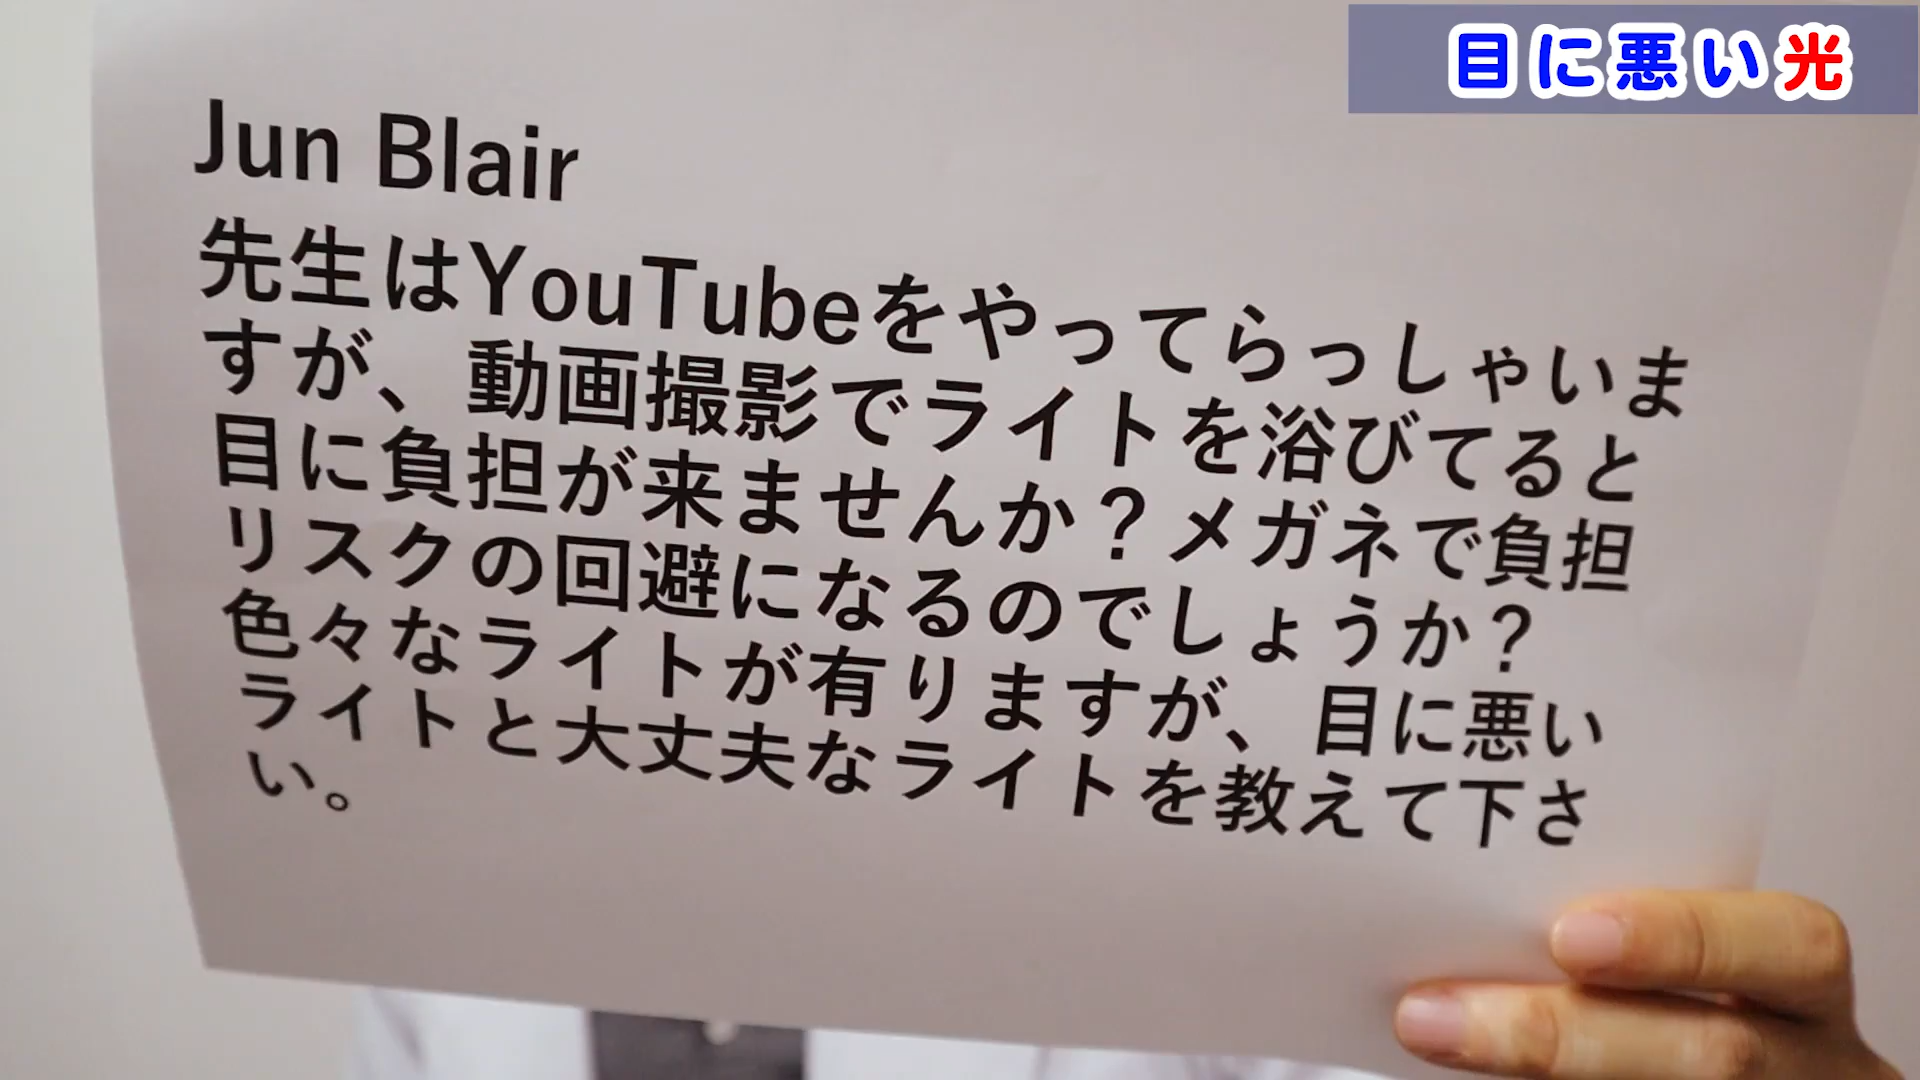 目に悪い光
Jun Blair
先生はYouTubeをやってらっしゃいま
すが、動画撮影でライトを浴びてると
目に負担が来ませんか？メガネで負担
リスクの回避になるのでしょうか？
色々なライトが有りますが、目に悪い
ライトと大丈夫なライトを教えて下さ
い。